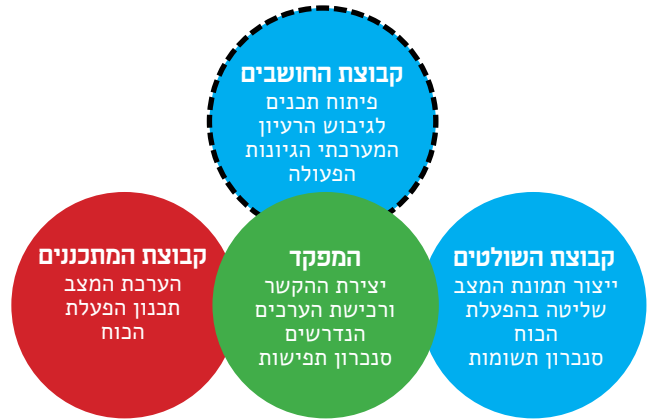 קבוצת החושבים
פיתוח תכנים
לגיבוש הרעיון
המערכתי הגיונות
הפעולה
קבוצת השולטים
ייצור תמונת המצב
שליטה בהפעלת
הכוח
סנכרון תשומות
המפקד
יצירת ההקשר
ורכישת הערכים
הנדרשים
סנכרון תפישות
קבוצת המתכננים
הערכת המצב
תכנון הפעלת
הכוח